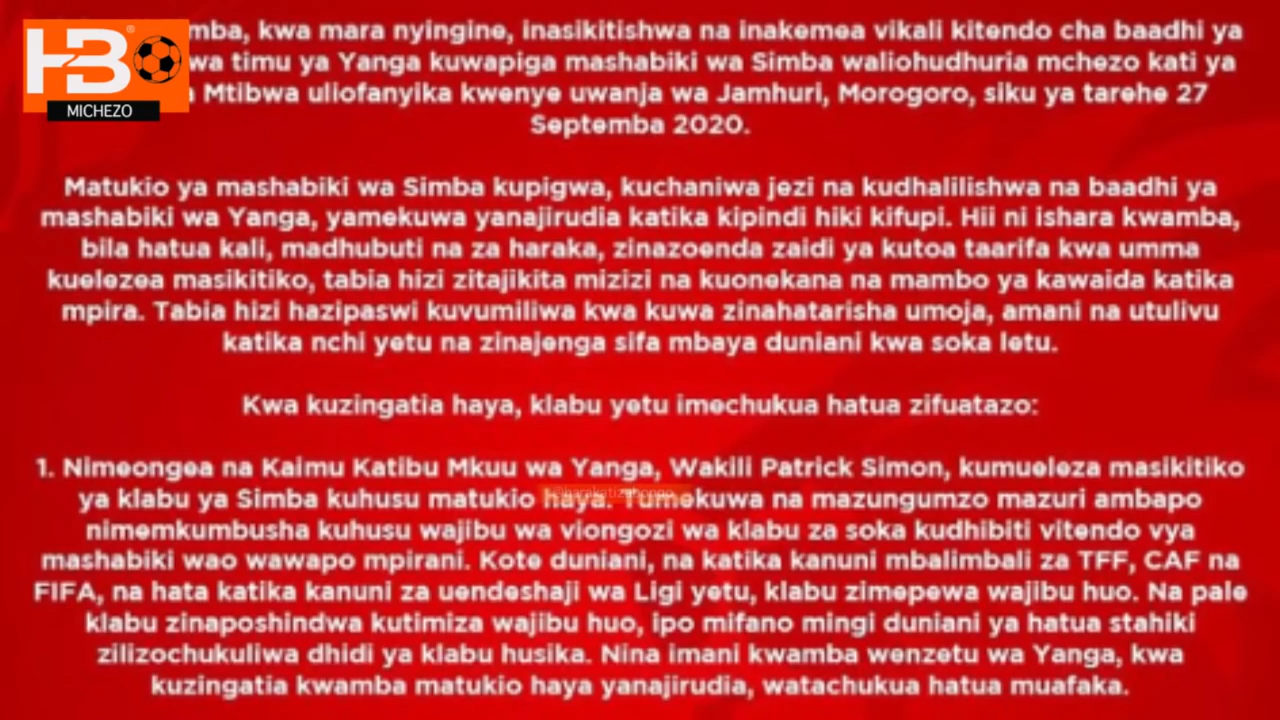 HBO
MICHEZO
mba, kwa mara nyingine, inasikitishwa na inakemea vikali kitendo cha baadhi ya
wa timu ya Yanga kuwapiga mashabiki wa Simba waliohudhuria mchezo kati ya
Mtibwa uliofanyika kwenye uwanja wa Jamhuri, Morogoro, siku ya tarehe 27
Septemba 2020.
Matukio ya mashabiki wa Simba kupigwa, kuchaniwa jezi na kudhalilishwa na baadhi ya
mashabiki wa Yanga, yamekuwa yanajirudia katika kipindi hiki kifupi. Hii ni ishara kwamba,
bila hatua kali, madhubuti na za haraka, zinazoenda zaidi ya kutoa taarifa kwa umma
kuelezea masikitiko, tabia hizi zitajikita mizizi na kuonekana na mambo ya kawaida katika
mpira. Tabia hizi hazipaswi kuvumiliwa kwa kuwa zinahatarisha umoja, amani na utulivu
katika nchi yetu na zinajenga sifa mbaya duniani kwa soka letu.
Kwa kuzingatia haya, klabu yetu imechukua hatua zifuatazo:
1. Nimeongea na Kaimu Katibu Mkuu wa Yanga, Wakili Patrick Simon, kumueleza masikitiko
ya klabu ya Simba kuhusu matukio haya. Tumekuwa na mazungumzo mazuri ambapo
nimemkumbusha kuhusu wajibu wa viongozi wa klabu za soka kudhibiti vitendo vya
mashabiki wao wawapo mpirani. Kote duniani, na katika kanuni mbalimbali za TFF, CAF na
FIFA, na hata katika kanuni za uendeshaji wa Ligi yetu, klabu zimepewa wajibu huo. Na pale
klabu zinaposhindwa kutimiza wajibu huo, ipo mifano mingi duniani ya hatua stahiki
zilizochukuliwa dhidi ya klabu husika. Nina imani kwamba wenzetu wa Yanga, kwa
kuzingatia kwamba matukio haya yanajirudia, watachukua hatua muafaka.